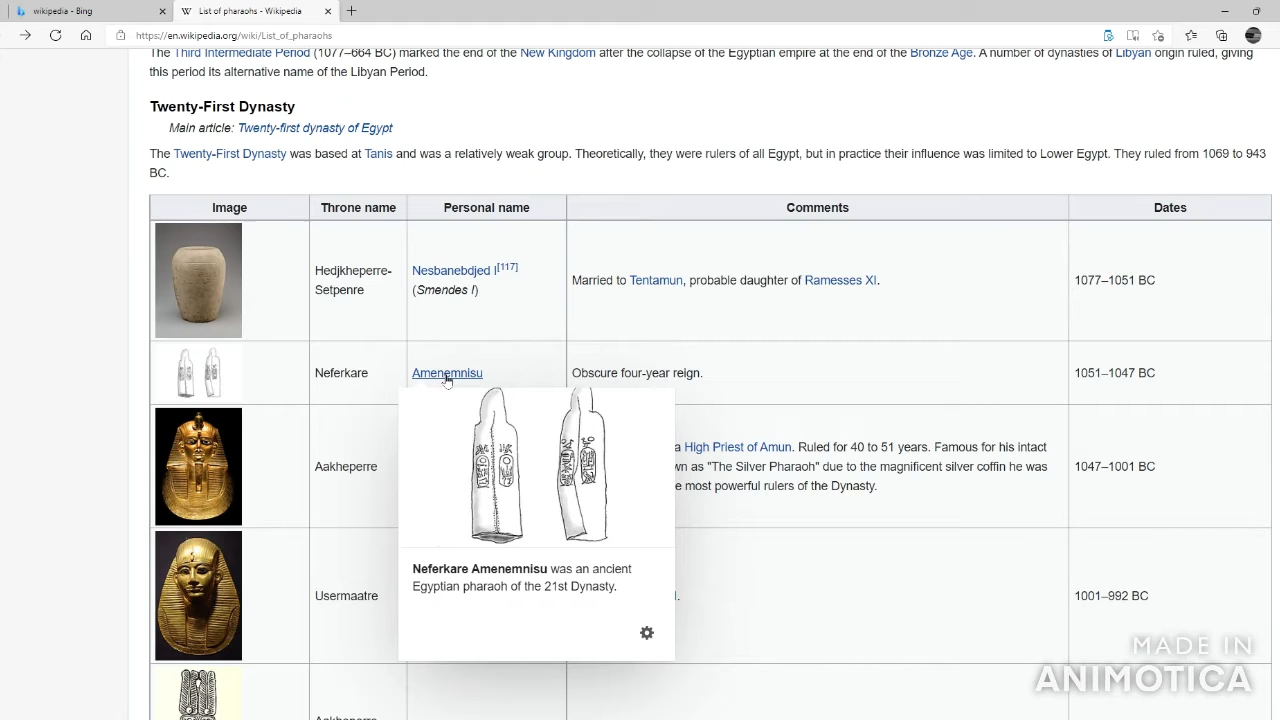 wikipedia - Bing
List of pharaohs - Wikipedia
https://en.wikipedia.org/wiki/List_of_pharaohs
The Third Intermediate Period (1077–664 BC) marked the end of the New Kingdom after the collapse of the Egyptian empire at the end of the Bronze Age. A number of dynasties of Libyan origin ruled, giving
this period its alternative name of the Libyan Period.
Twenty-First Dynasty
Main article: Twenty-first dynasty of Egypt
The Twenty-First Dynasty was based at Tanis and was a relatively weak group. Theoretically, they were rulers of all Egypt, but in practice their influence was limited to Lower Egypt. They ruled from 1069 to 943
BC.
Image Throne name Personal name Comments Dates
Hedjkheperre-
Setpenre
Nesbanebdjed I[117]
(Smendes I)
Married to Tentamun, probable daughter of Ramesses XI.
1077–1051 BC
Neferkare Amenemnisu Obscure four-year reign. 1051–1047 BC
Aakheperre
a High Priest of Amun. Ruled for 40 to 51 years. Famous for his intact
wn as "The Silver Pharaoh" due to the magnificent silver coffin he was
e most powerful rulers of the Dynasty.
1047–1001 BC
Neferkare Amenemnisu was an ancient
Egyptian pharaoh of the 21st Dynasty.
Usermaatre
1001–992 BC
MADE IN
ANIMOTICA